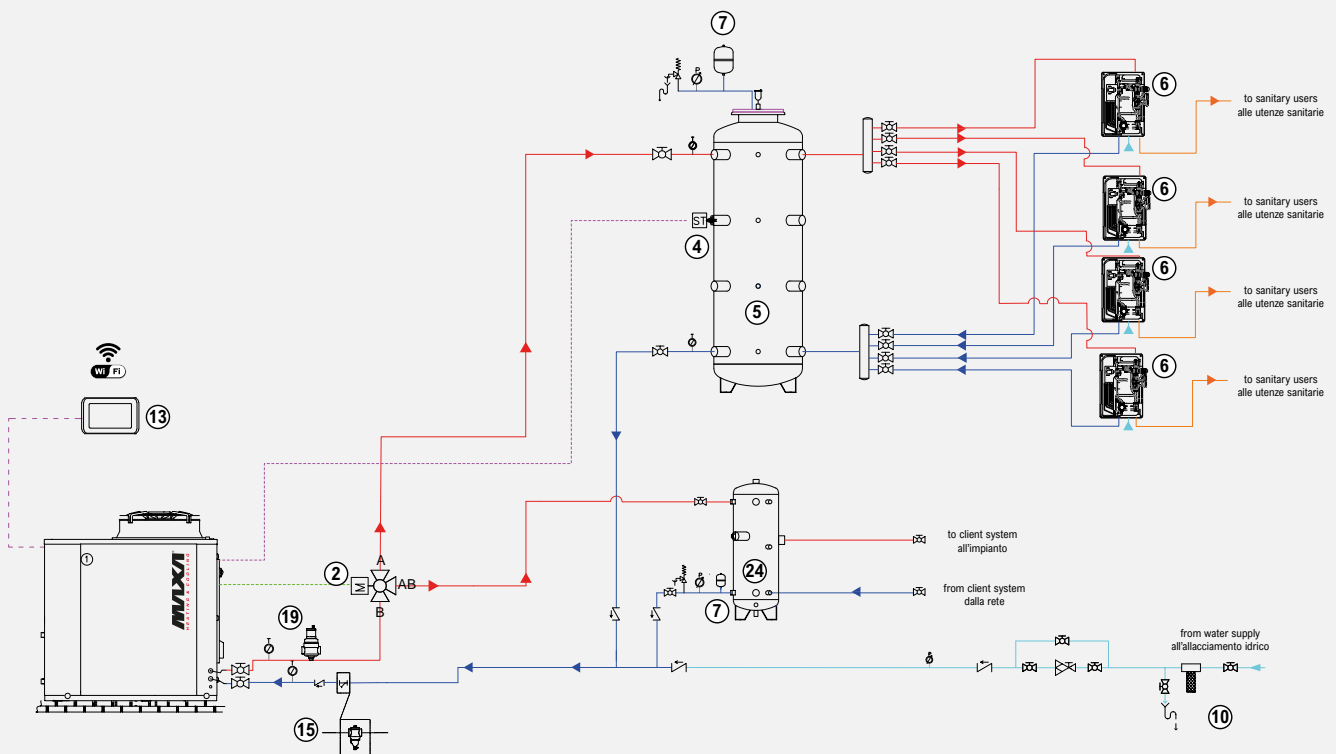 7
P
6
to sanitary users
alle utenze sanitarie
T
6
to sanitary users
alle utenze sanitarie
ST
4
6
to sanitary users
alle utenze sanitarie
5
T
Wi Fi
13
6
to sanitary users
alle utenze sanitarie
1
MAXA
HEATING & COOLING
A
2
M
AB
B
24
to client system
all'impianto
P
7
from client system
dalla rete
19
T
from water supply
all'allacciamento idrico
15
10